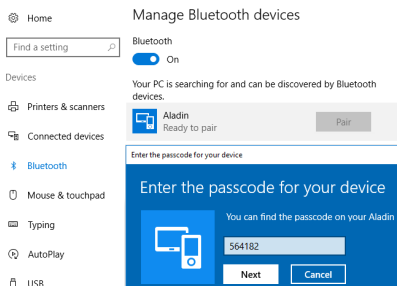 Home
Find a setting
Devices
Printers & scanners
Connected devices
Bluetooth
Mouse & touchpad
Typing
AutoPlay
USB
Manage Bluetooth devices
Bluetooth
On
Your PC is searching for and can be discovered by Bluetooth
devices.
Aladin
Ready to pair
Pair
Enter the passcode for your device
Enter the passcode for your device
You can find the passcode on your Aladin
564182
Next
Cancel